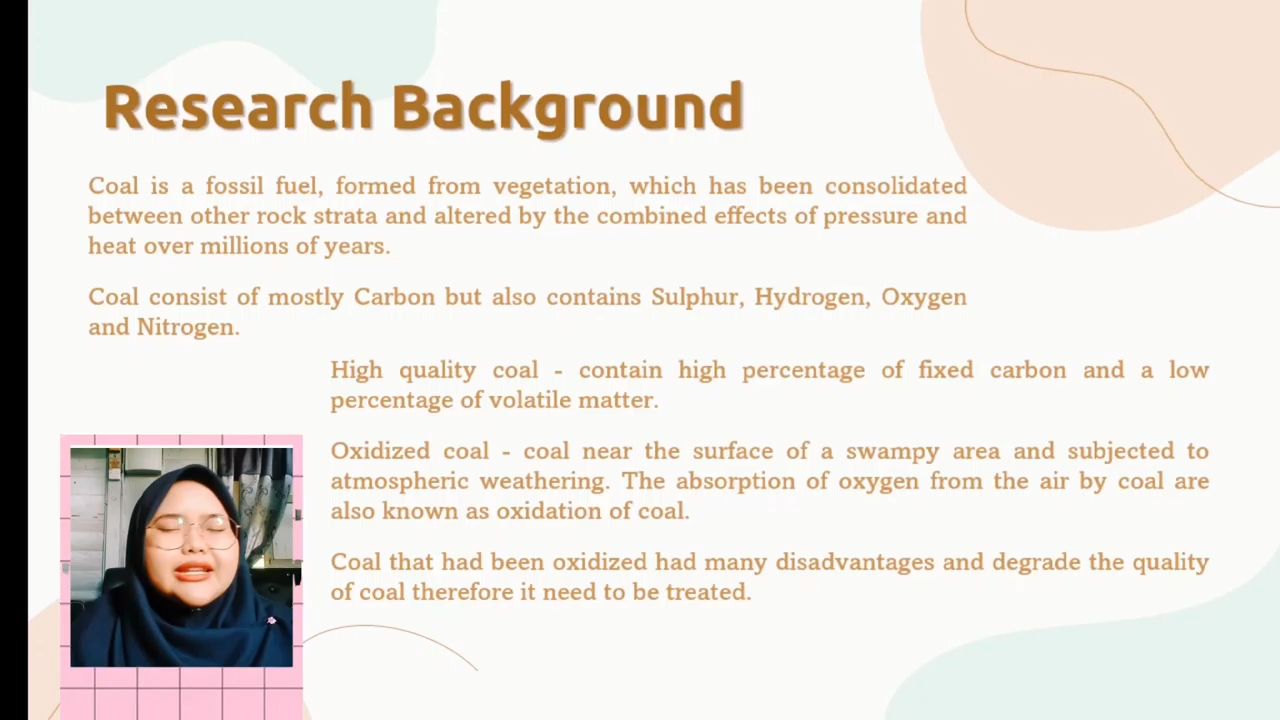 Research Background
Coal is a fossil fuel, formed from vegetation, which has been consolidated
between other rock strata and altered by the combined effects of pressure and
heat over millions of years.
Coal consist of mostly Carbon but also contains Sulphur, Hydrogen, Oxygen
and Nitrogen.
High quality coal - contain high percentage of fixed carbon and a low
percentage of volatile matter.
Oxidized coal - coal near the surface of a swampy area and subjected to
atmospheric weathering. The absorption of oxygen from the air by coal are
also known as oxidation of coal.
Coal that had been oxidized had many disadvantages and degrade the quality
of coal therefore it need to be treated.